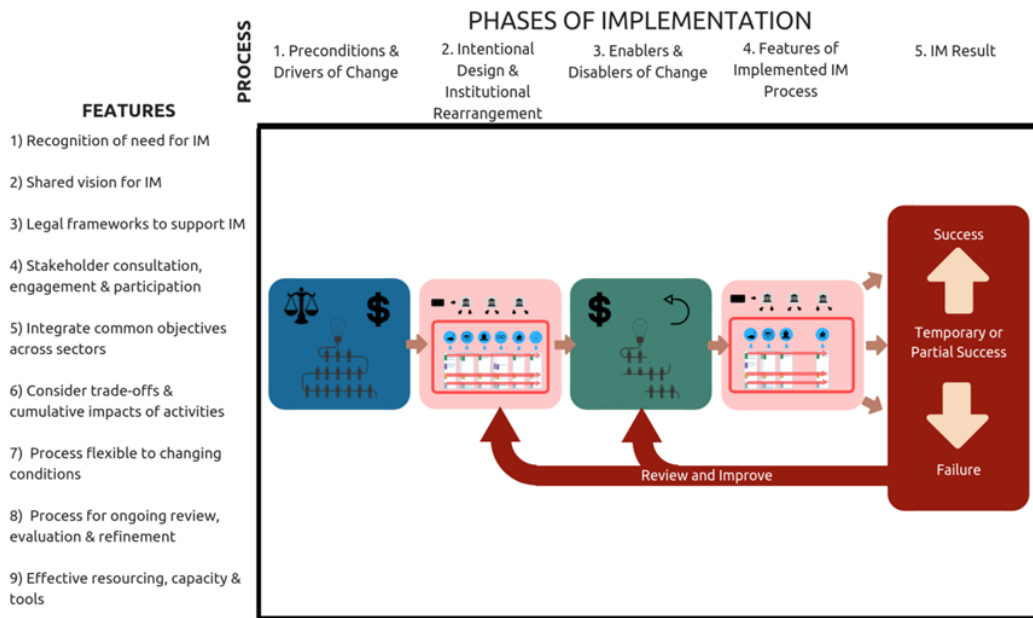 PHASES OF IMPLEMENTATION
PROCESS
1. Preconditions &
Drivers of Change
2. Intentional
Design &
Institutional
Rearrangement
3. Enablers &
Disablers of Change
4. Features of
Implemented IM
Process
5. IM Result
FEATURES
1) Recognition of need for IM
2) Shared vision for IM
3) Legal frameworks to support IM
4) Stakeholder consultation,
engagement & participation
5) Integrate common objectives
across sectors
6) Consider trade-offs &
cumulative impacts of activities
7) Process flexible to changing
conditions
8) Process for ongoing review,
evaluation & refinement
9) Effective resourcing, capacity &
tools
$
$
Success
Temporary or
Partial Success
Failure
Review and Improve